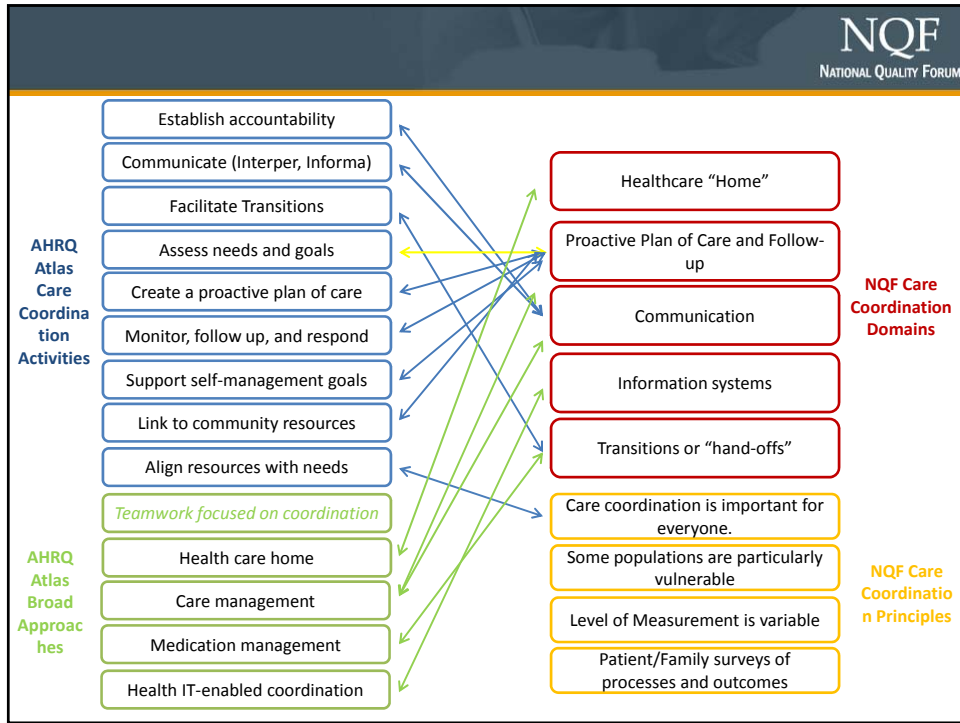 NQF
NATIONAL QUALITY FORUM
AHRQ
Atlas
Care
Coordina
tion
Activities
Establish accountability
Communicate (Interper, Informa)
Facilitate Transitions
Assess needs and goals
Create a proactive plan of care
Monitor, follow up, and respond
Support self-management goals
Link to community resources
Align resources with needs
AHRQ
Atlas
Broad
Approac
hes
Teamwork focused on coordination
Health care home
Care management
Medication management
Health IT-enabled coordination
Healthcare “Home”
Proactive Plan of Care and Follow-
up
Communication
Information systems
Transitions or “hand-offs”
NQF Care
Coordination
Domains
Care coordination is important for
everyone.
Some populations are particularly
vulnerable
Level of Measurement is variable
Patient/Family surveys of
processes and outcomes
NQF Care
Coordinatio
n Principles